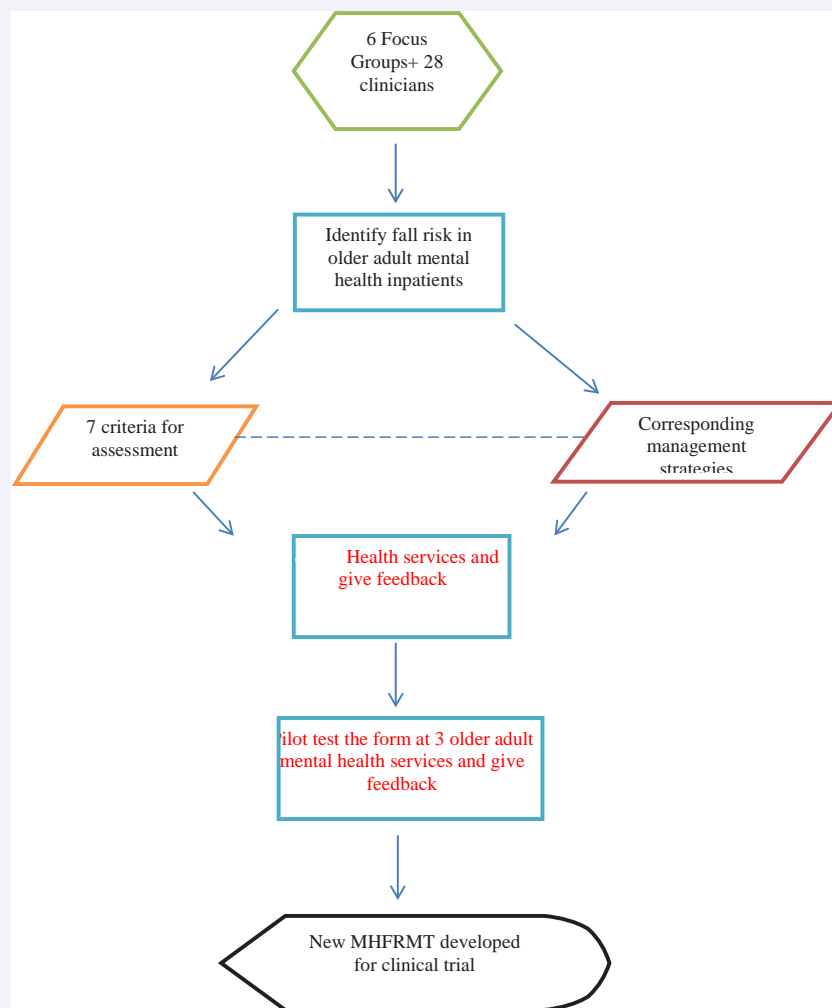 6 Focus
Groups+ 28
clinicians
Identify fall risk in
older adult mental
health inpatients
7 criteria for
assessment
Corresponding
management
strategies
Health services and
give feedback
Pilot test the form at 3 older adult
mental health services and give
feedback
New MHFRMT developed
for clinical trial